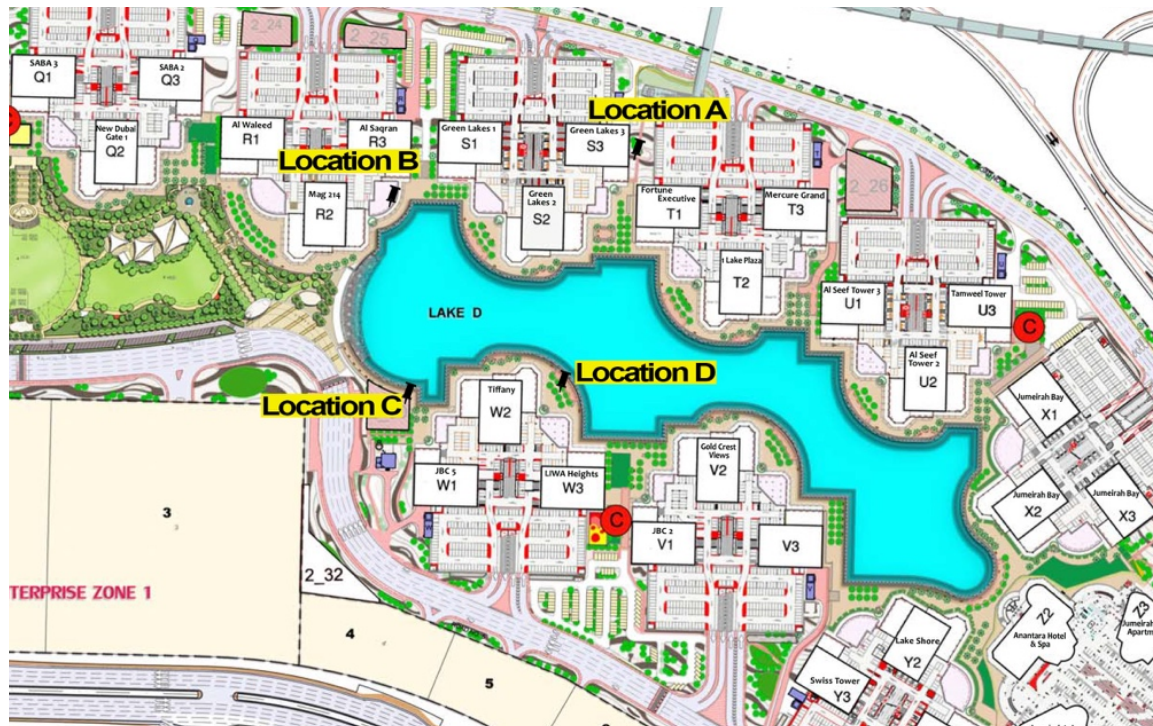 2_24
2_25
SABA 3
Q1
SABA 2
Q3
New Dubai
Gate 1
Q2
Al Waleed
R1
Al Saqran
R3
Mag 214
R2
Location B
Green Lakes 1
S1
Green Lakes 3
S3
Green
Lakes 2
S2
Location A
Fortune
Executive
T1
Mercure Grand
T3
1 Lake Plaza
T2
2_26
Al Seef Tower 3
U1
Tamweel Tower
U3
Al Seef
Tower 2
U2
C
LAKE D
Location D
Location C
Tiffany
W2
JBC 5
W1
LIWA Heights
W3
C
Gold Crest
Views
V2
JBC 2
V1
V3
Jumeirah Bay
X1
Jumeirah Bay
X2
Jumeirah Bay
X3
3
2_32
TERPRISE ZONE 1
4
5
Lake Shore
Y2
Swiss Tower
Y3
Z2
Anantara Hotel
& Spa
Z3